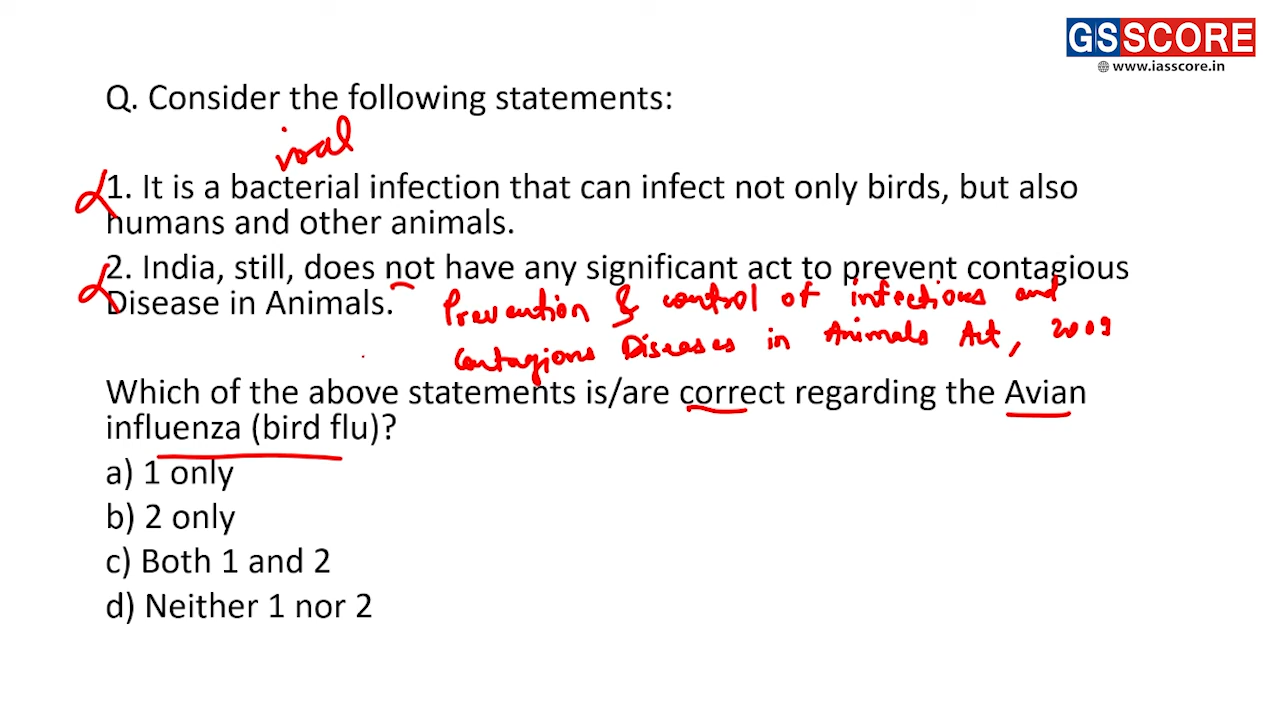 GSSCORE
www.iasscore.in
Q. Consider the following statements:
viral
1. It is a bacterial infection that can infect not only birds, but also
humans and other animals.
2. India, still, does not have any significant act to prevent contagious
Disease in Animals.
Prevention & control of infectious and
Contagious Diseases in Animals Act, 2009
Which of the above statements is/are correct regarding the Avian
influenza (bird flu)?
a) 1 only
b) 2 only
c) Both 1 and 2
d) Neither 1 nor 2